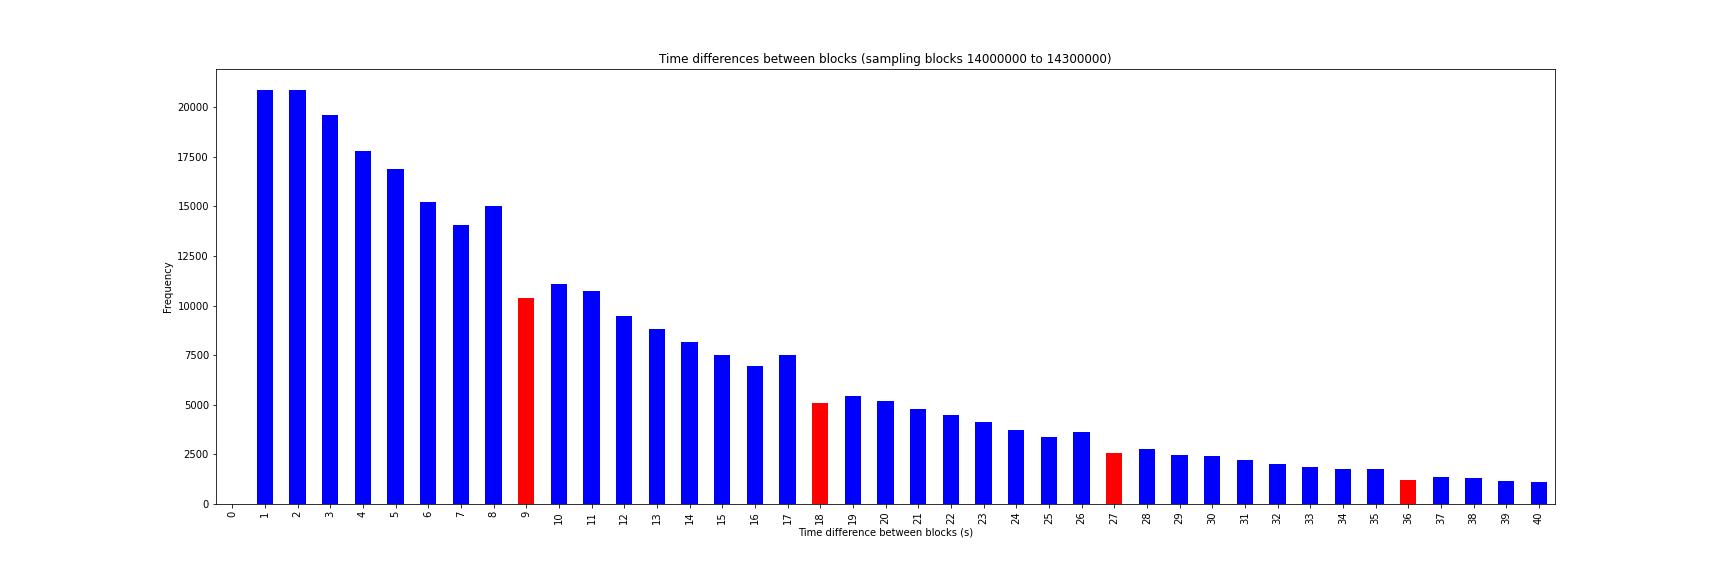 Time differences between blocks (sampling blocks 14000000 to 14300000)
20000
17500
15000
12500
10000
7500
5000
2500
0
Frequency
0 1 2 3 4 5 6 7 8 9 10 11 12 13 14 15 16 17 18 19 20 21 22 23 24 25 26 27 28 29 30 31 32 33 34 35 36 37 38 39 40
Time difference between blocks (s)